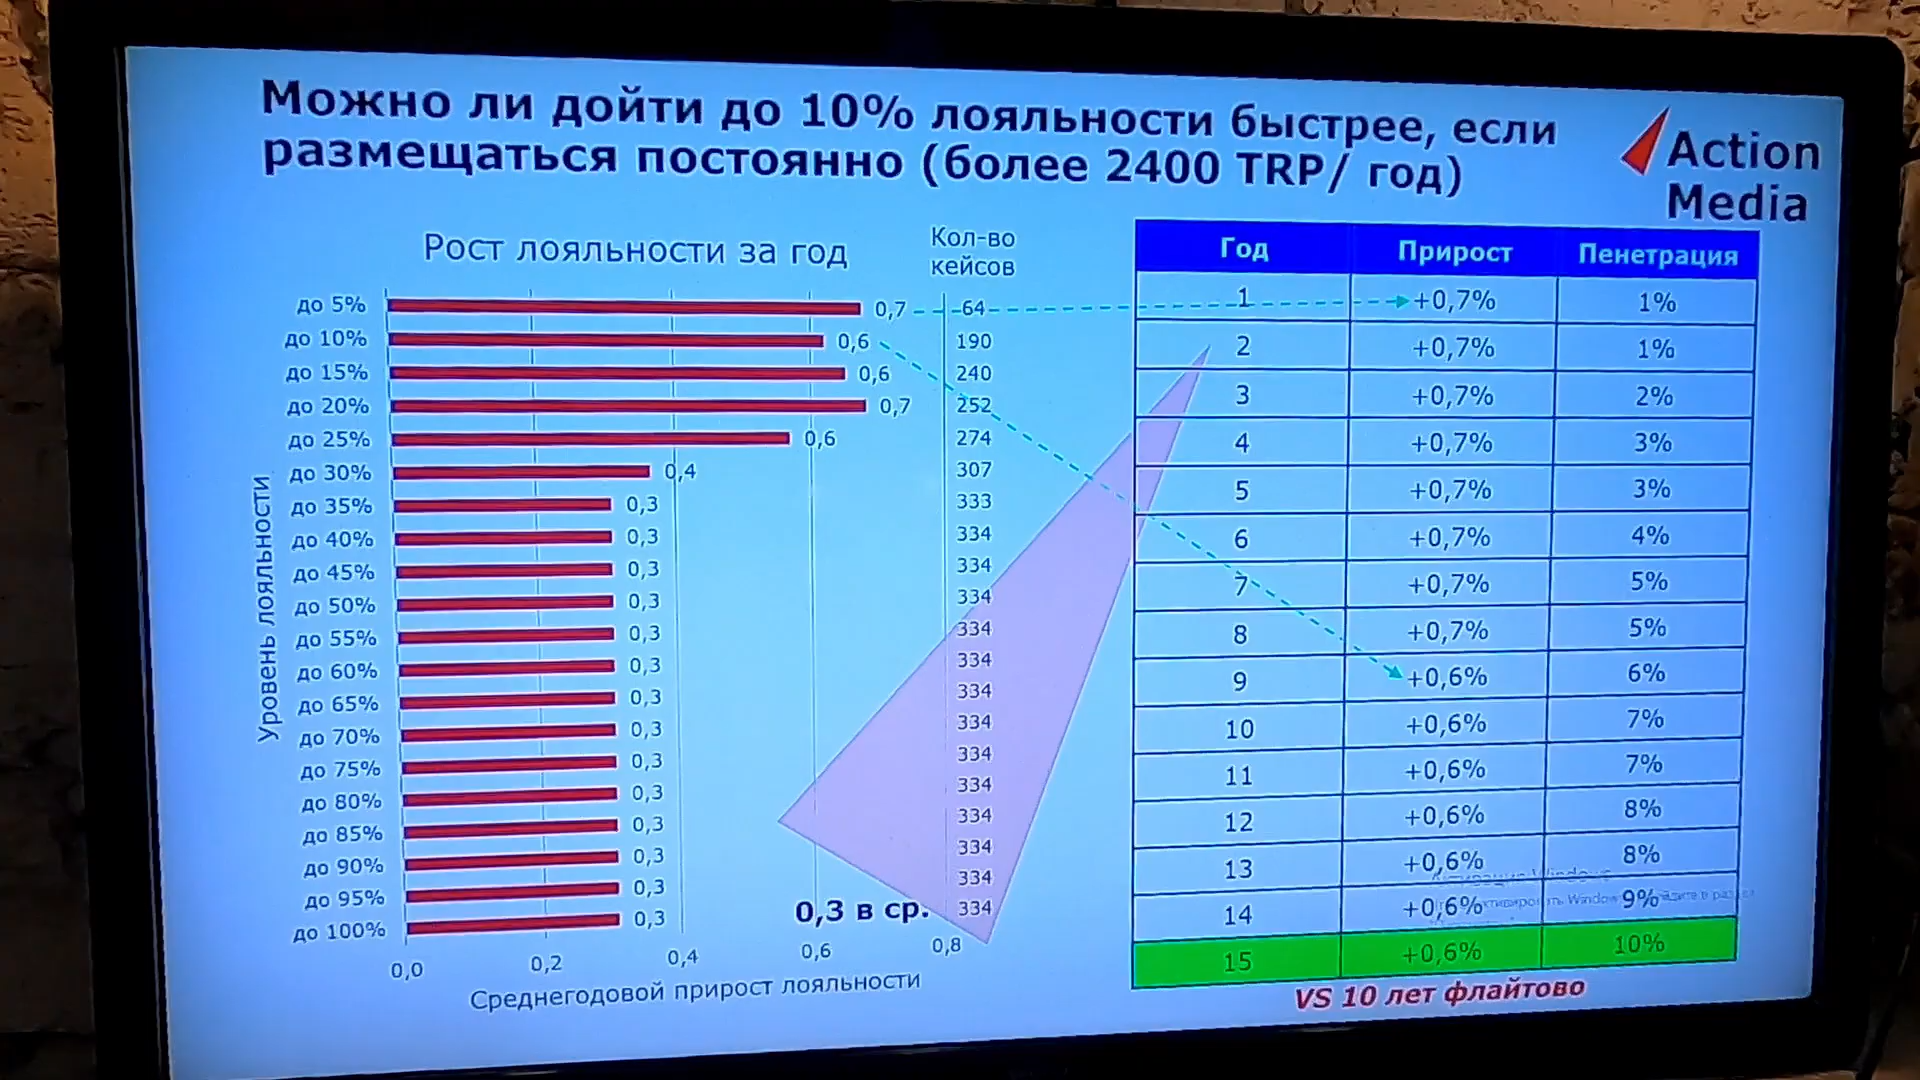 Можно ли дойти до 10% лояльности быстрее, если
размещаться постоянно (более 2400 TRP/ год)
Action
Media
Рост лояльности за год
Кол-во
кейсов
Уровень лояльности
до 5% 0,7 64
до 10% 0,6 190
до 15% 0,6 240
до 20% 0,7 252
до 25% 0,6 274
до 30% 0,4 307
до 35% 0,3 333
до 40% 0,3 334
до 45% 0,3 334
до 50% 0,3 334
до 55% 0,3 334
до 60% 0,3 334
до 65% 0,3 334
до 70% 0,3 334
до 75% 0,3 334
до 80% 0,3 334
до 85% 0,3 334
до 90% 0,3 334
до 95% 0,3 334
до 100% 0,3 334
0,3 в ср.
0,0 0,2 0,4 0,6 0,8
Среднегодовой прирост лояльности
Год Прирост Пенетрация
1 +0,7% 1%
2 +0,7% 1%
3 +0,7% 2%
4 +0,7% 3%
5 +0,7% 3%
6 +0,7% 4%
7 +0,7% 5%
8 +0,7% 5%
9 +0,6% 6%
10 +0,6% 7%
11 +0,6% 7%
12 +0,6% 8%
13 +0,6% 8%
Активация Windows
14 +0,6% 9%
15 +0,6% 10%
VS 10 лет флайтово